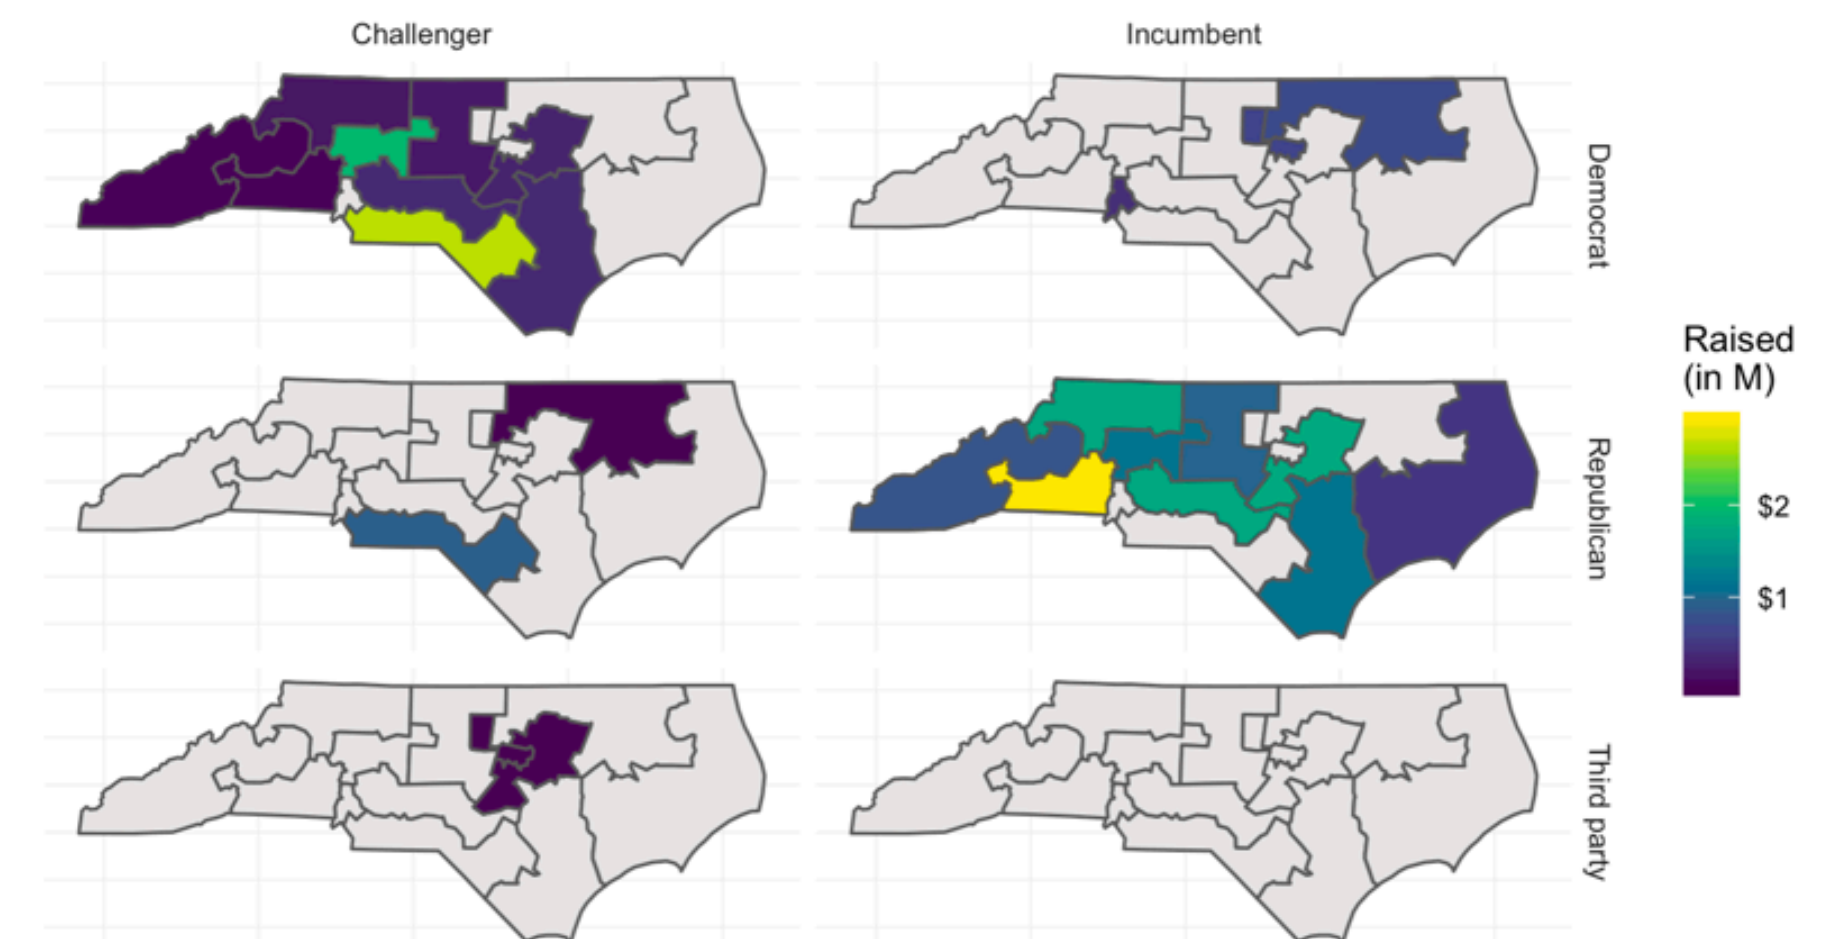 Challenger
Incumbent
Democrat
Republican
Third party
Raised
(in M)
$2
$1